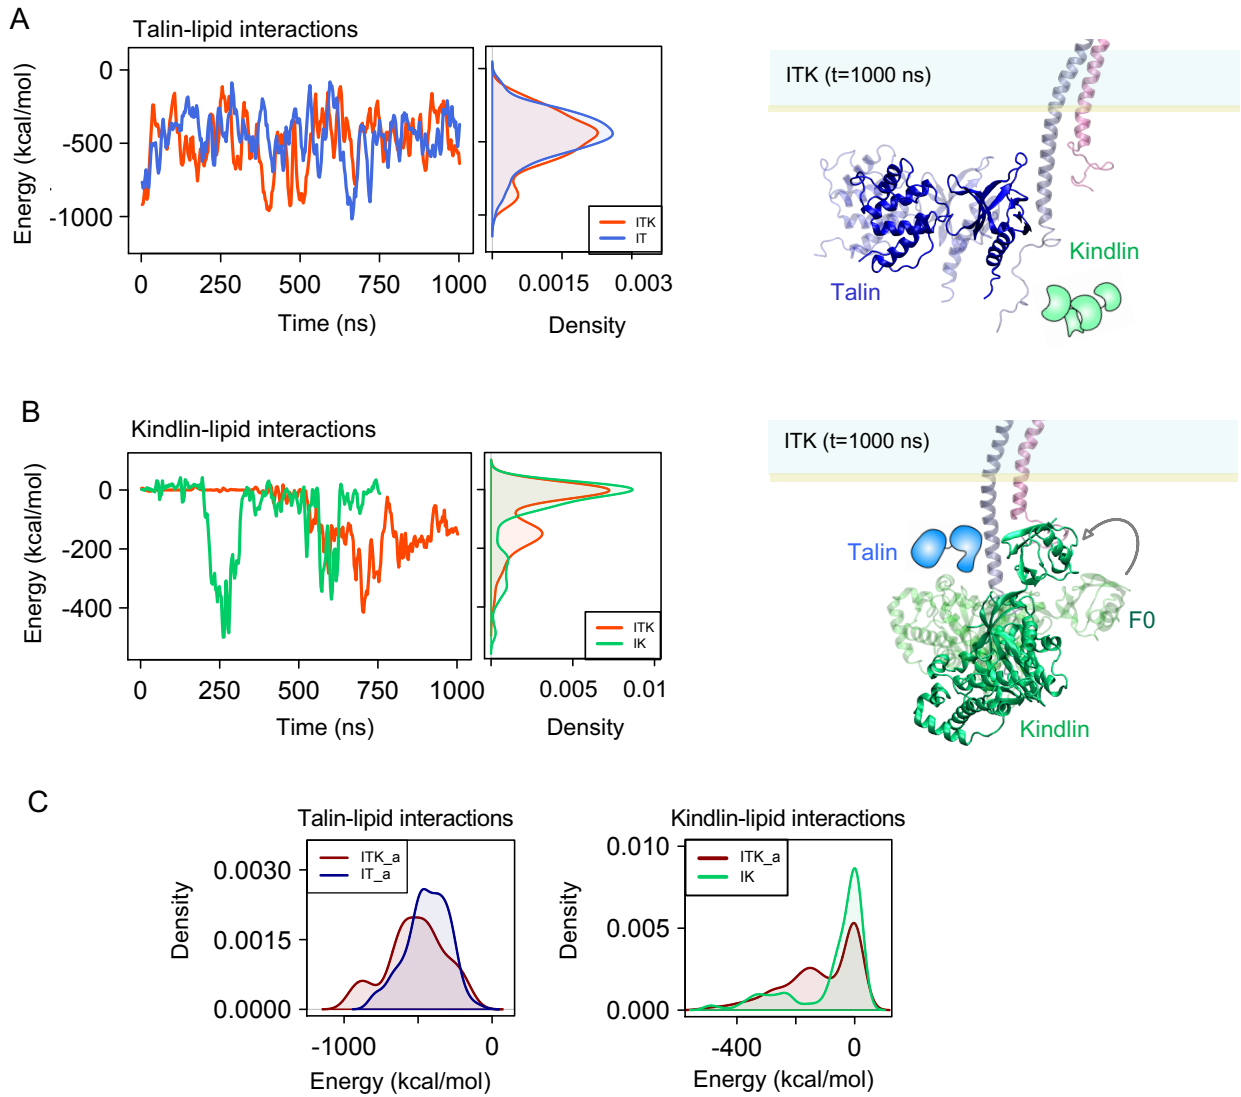 A
Talin-lipid interactions
Energy (kcal/mol)
0
-500
-1000
0 250 500 750 1000
Time (ns)
ITK
IT
0.0015 0.003
Density
ITK (t=1000 ns)
Talin
Kindlin
B
Kindlin-lipid interactions
Energy (kcal/mol)
0
-200
-400
0 250 500 750 1000
Time (ns)
ITK
IK
0.005 0.01
Density
ITK (t=1000 ns)
Talin
F0
Kindlin
C
Talin-lipid interactions
Density
0.0030
0.0015
0.0000
ITK_a
IT_a
-1000 0
Energy (kcal/mol)
Kindlin-lipid interactions
Density
0.010
0.005
0.000
ITK_a
IK
-400 0
Energy (kcal/mol)